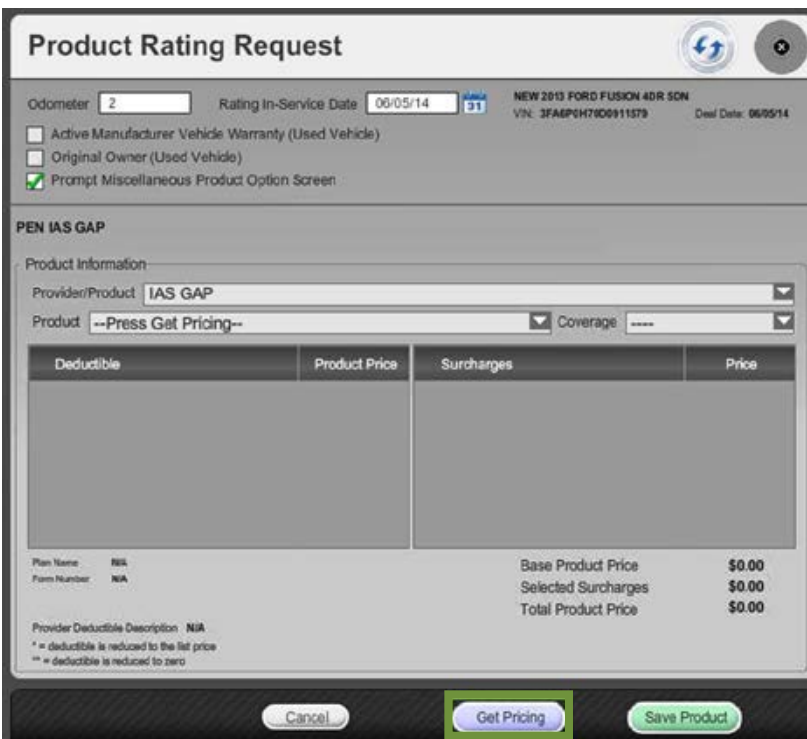 Product Rating Request
Odometer 2 Rating In-Service Date 06/05/14 31 NEW 2013 FORD FUSION 4DR SDN
VIN: 3FA6P0H70D0911579 Deal Date: 06/05/14
Active Manufacturer Vehicle Warranty (Used Vehicle)
Original Owner (Used Vehicle)
Prompt Miscellaneous Product Option Screen
PEN IAS GAP
Product Information
Provider/Product IAS GAP
Product --Press Get Pricing-- Coverage ----
Deductible Product Price Surcharges Price
Plan Name N/A Base Product Price $0.00
Form Number N/A Selected Surcharges $0.00
Total Product Price $0.00
Provider Deductible Description N/A
* = deductible is reduced to the list price
** = deductible is reduced to zero
Cancel Get Pricing Save Product